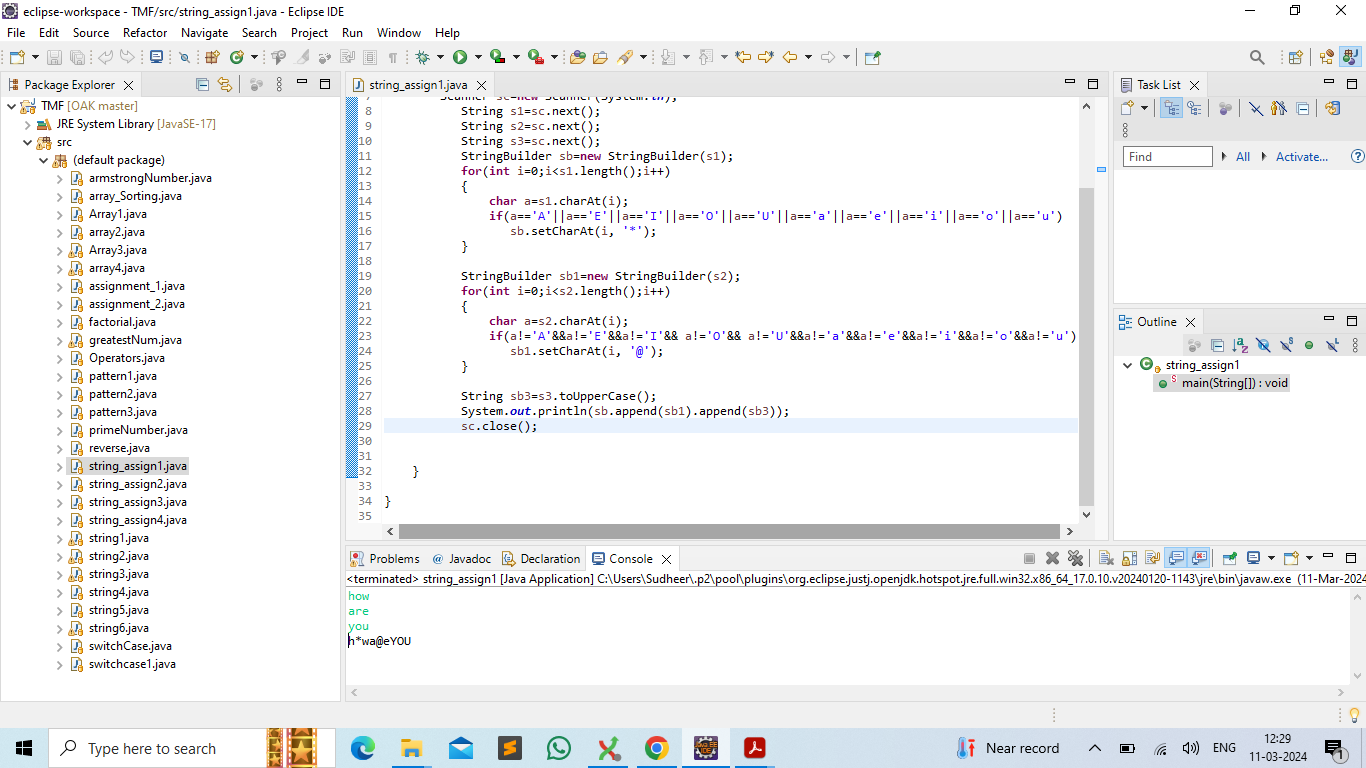 eclipse-workspace - TMF/src/string_assign1.java - Eclipse IDE
File Edit Source Refactor Navigate Search Project Run Window Help
Package Explorer
TMF [OAK master]
JRE System Library [JavaSE-17]
src
(default package)
armstrongNumber.java
array_Sorting.java
Array1.java
array2.java
Array3.java
array4.java
assignment_1.java
assignment_2.java
factorial.java
greatestNum.java
Operators.java
pattern1.java
pattern2.java
pattern3.java
primeNumber.java
reverse.java
string_assign1.java
string_assign2.java
string_assign3.java
string_assign4.java
string1.java
string2.java
string3.java
string4.java
string5.java
string6.java
switchCase.java
switchcase1.java
string_assign1.java
7 Scanner sc=new Scanner(System.in);
8 String s1=sc.next();
9 String s2=sc.next();
10 String s3=sc.next();
11 StringBuilder sb=new StringBuilder(s1);
12 for(int i=0;i<s1.length();i++)
13 {
14 char a=s1.charAt(i);
15 if(a=='A'||a=='E'||a=='I'||a=='O'||a=='U'||a=='a'||a=='e'||a=='i'||a=='o'||a=='u')
16 sb.setCharAt(i, '*');
17 }
18
19 StringBuilder sb1=new StringBuilder(s2);
20 for(int i=0;i<s2.length();i++)
21 {
22 char a=s2.charAt(i);
23 if(a!='A'&&a!='E'&&a!='I'&& a!='O'&& a!='U'&&a!='a'&&a!='e'&&a!='i'&&a!='o'&&a!='u')
24 sb1.setCharAt(i, '@');
25 }
26
27 String sb3=s3.toUpperCase();
28 System.out.println(sb.append(sb1).append(sb3));
29 sc.close();
30
31
32 }
33
34 }
35
Task List
Find All Activate... ?
Outline
string_assign1
main(String[]) : void
Problems @ Javadoc Declaration Console
<terminated> string_assign1 [Java Application] C:\Users\Sudheer\.p2\pool\plugins\org.eclipse.justj.openjdk.hotspot.jre.full.win32.x86_64_17.0.10.v20240120-1143\jre\bin\javaw.exe (11-Mar-2024
how
are
you
h*wa@eYOU
Type here to search
Near record
ENG
12:29
11-03-2024
1